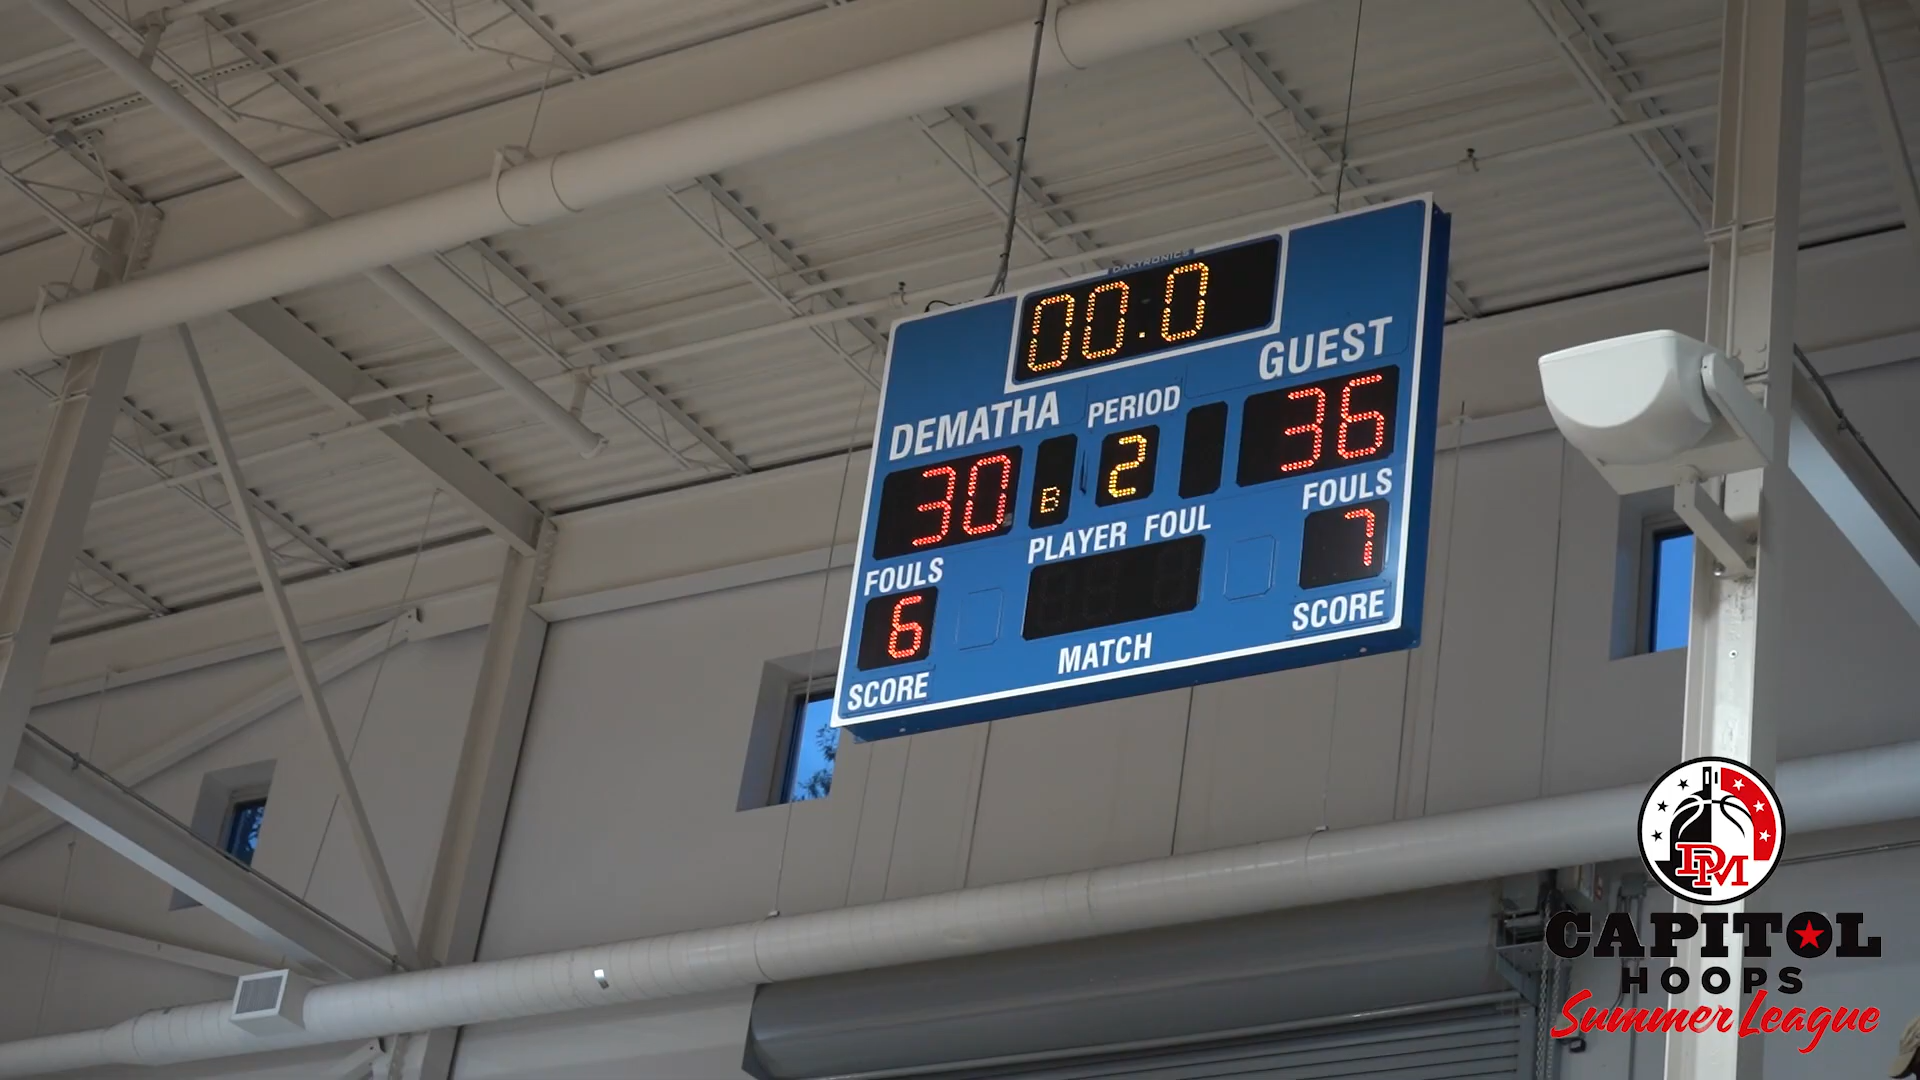 DAKTRONICS
00.0
GUEST
DEMATHA
PERIOD
30
B
2
36
FOULS
PLAYER FOUL
FOULS
6
7
SCORE
MATCH
SCORE
DM
CAPITOL
HOOPS
Summer League